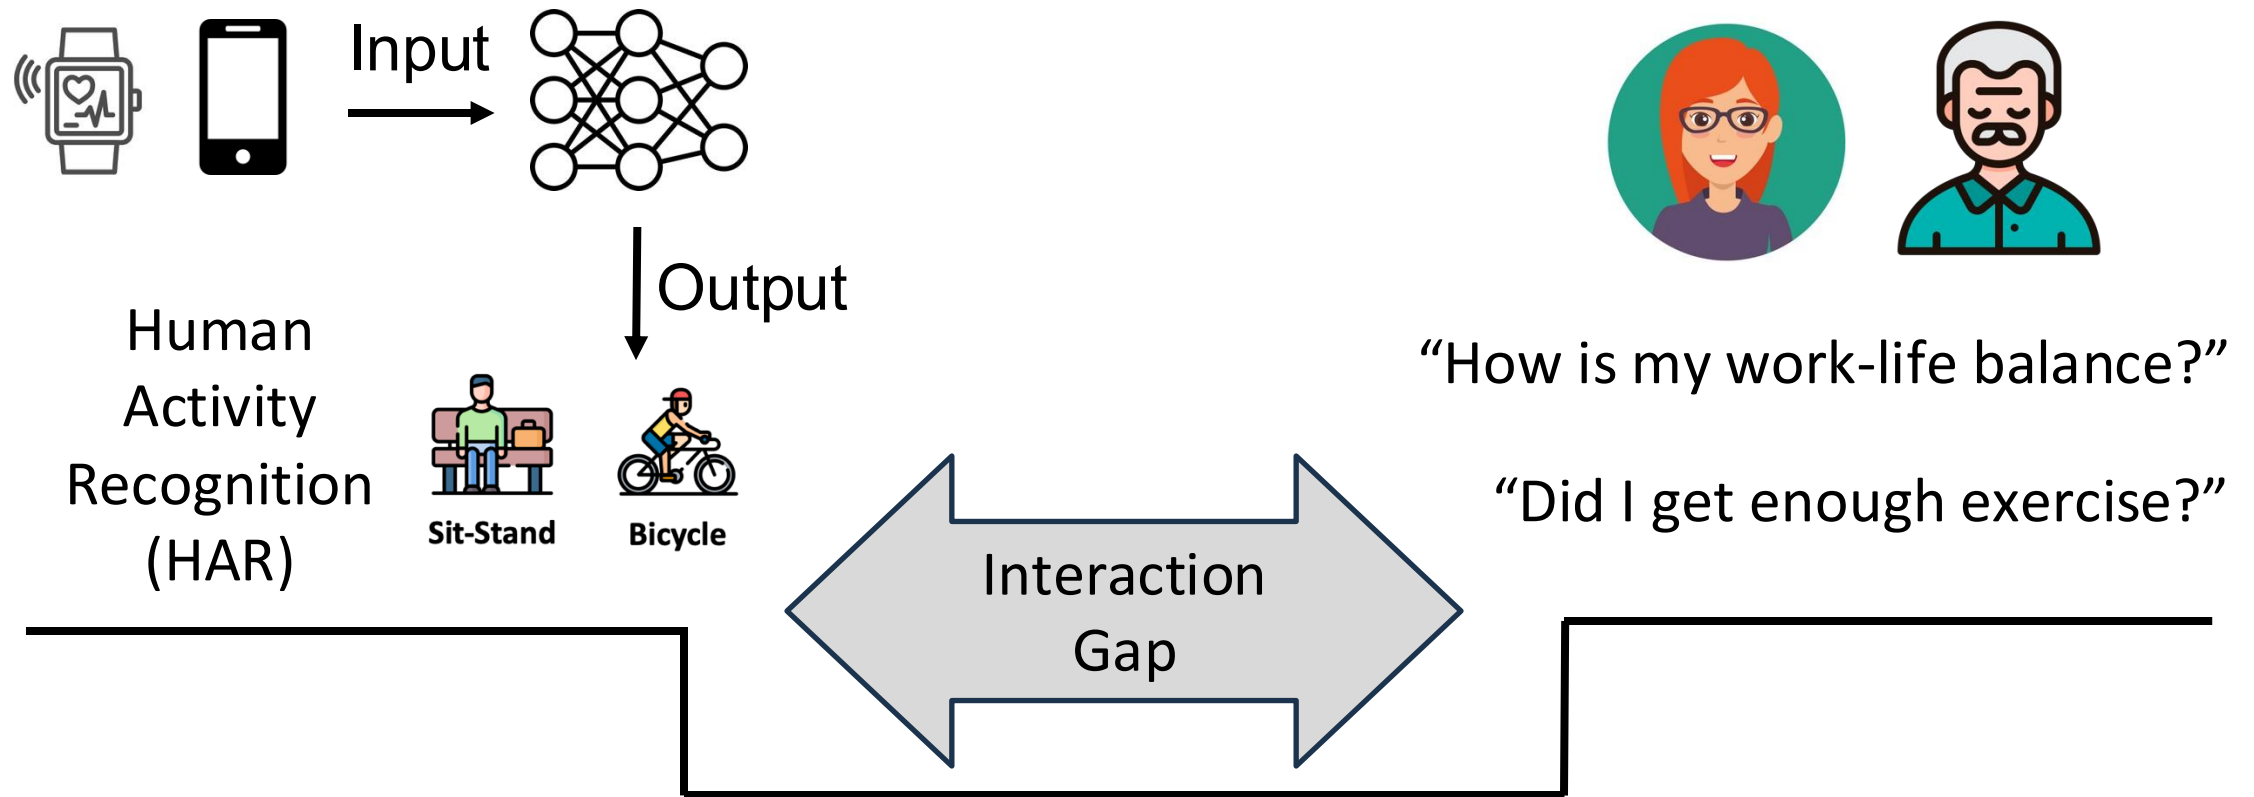 Input
Output
Human
Activity
Recognition
(HAR)
Sit-Stand
Bicycle
Interaction
Gap
“How is my work-life balance?”
“Did I get enough exercise?”